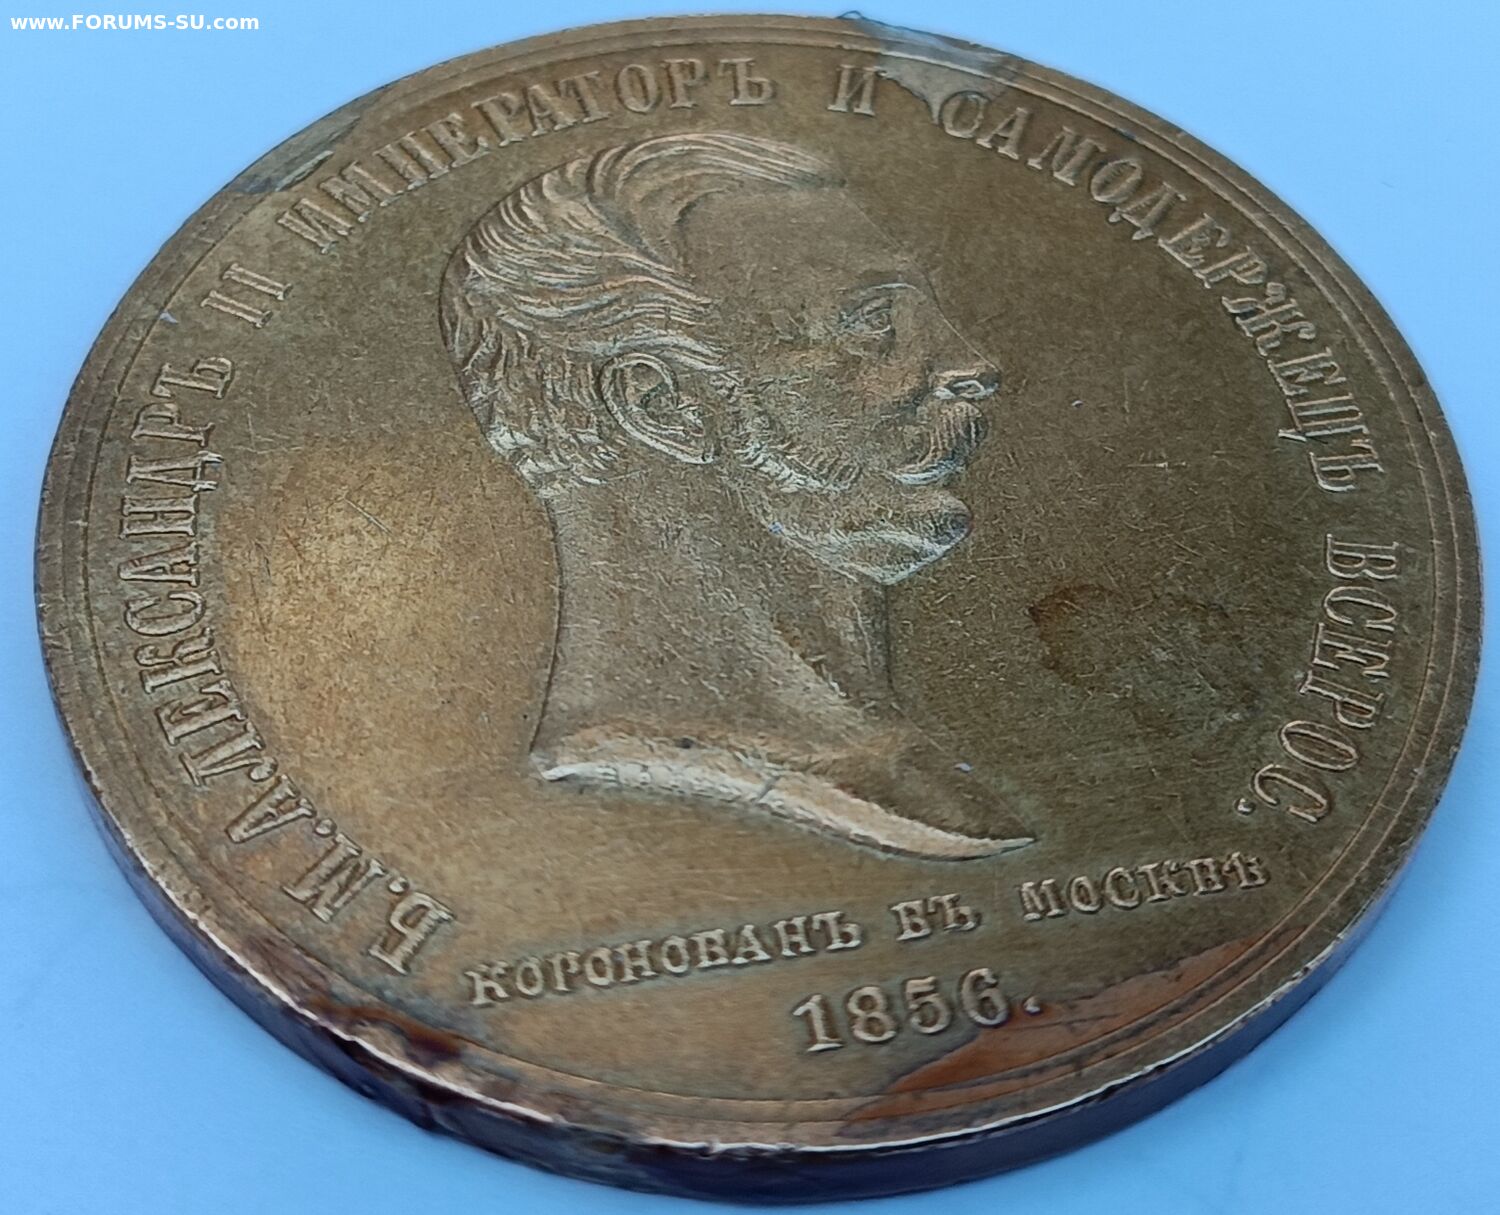 www.FORUMS-SU.com
Б.М.АЛЕКСАНДРЪ II ИМПЕРАТОРЪ И САМОДЕРЖЕЦЪ ВСЕРОС.
КОРОНОВАНЪ ВЪ МОСКВѢ
1856.